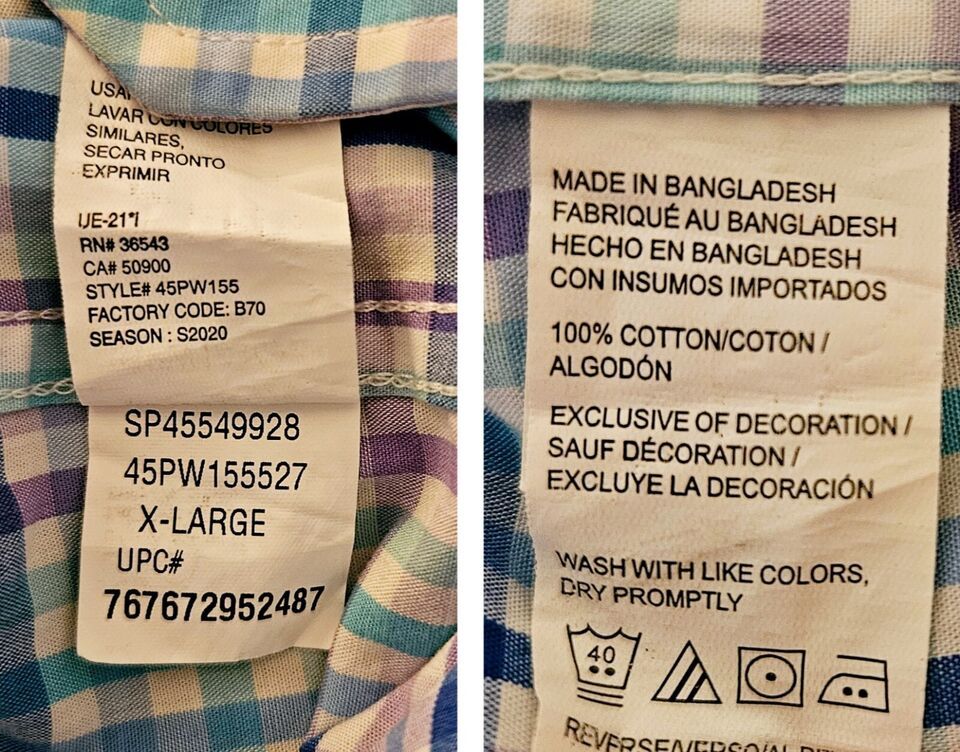 LAVAR CON COLORES
SIMILARES,
SECAR PRONTO
EXPRIMIR
RN# 36543
CA# 50900
STYLE# 45PW155
FACTORY CODE: B70
SEASON : S2020
SP45549928
45PW155527
X-LARGE
UPC#
767672952487
MADE IN BANGLADESH
FABRIQUÉ AU BANGLADESH
HECHO EN BANGLADESH
CON INSUMOS IMPORTADOS
100% COTTON/COTON /
ALGODÓN
EXCLUSIVE OF DECORATION /
SAUF DÉCORATION /
EXCLUYE LA DECORACIÓN
WASH WITH LIKE COLORS,
DRY PROMPTLY
40